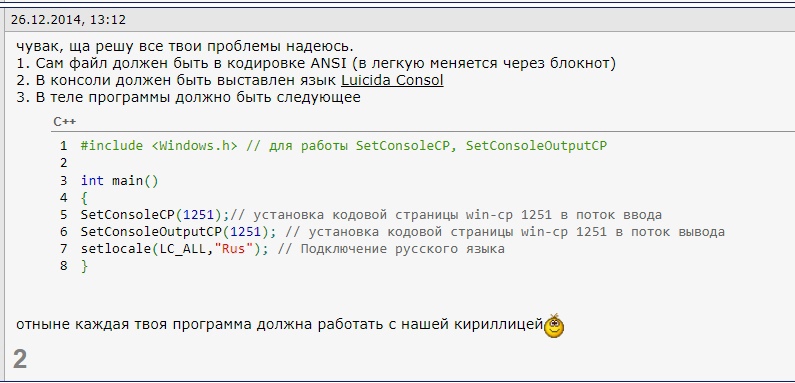 26.12.2014, 13:12
чувак, ща решу все твои проблемы надеюсь.
1. Сам файл должен быть в кодировке ANSI (в легкую меняется через блокнот)
2. В консоли должен быть выставлен язык Luicida Consol
3. В теле программы должно быть следующее
C++
1 #include <Windows.h> // для работы SetConsoleCP, SetConsoleOutputCP
2
3 int main()
4 {
5 SetConsoleCP(1251);// установка кодовой страницы win-cp 1251 в поток ввода
6 SetConsoleOutputCP(1251); // установка кодовой страницы win-cp 1251 в поток вывода
7 setlocale(LC_ALL,"Rus"); // Подключение русского языка
8 }
отныне каждая твоя программа должна работать с нашей кириллицей
2